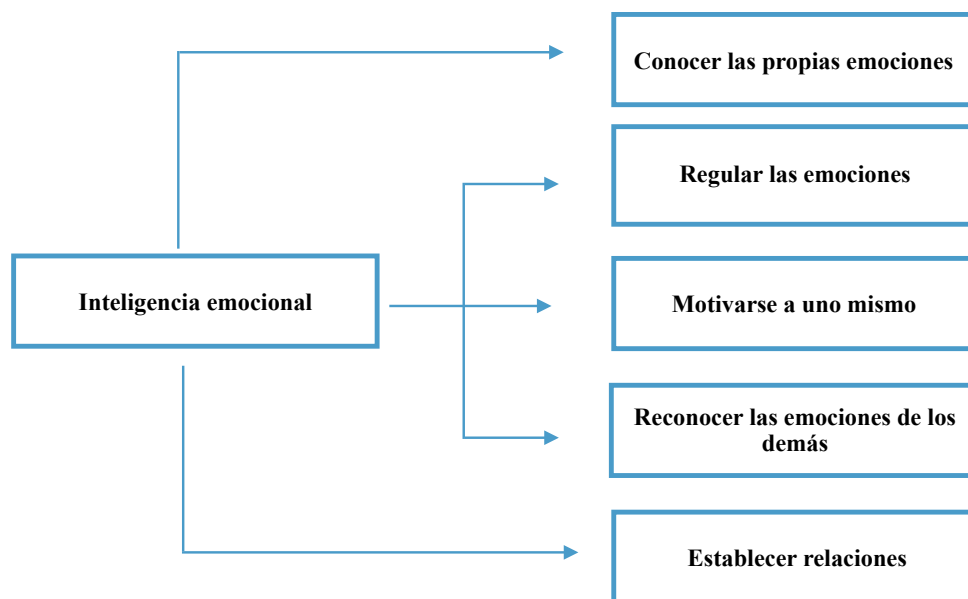 Conocer las propias emociones
Regular las emociones
Inteligencia emocional
Motivarse a uno mismo
Reconocer las emociones de los
demás
Establecer relaciones